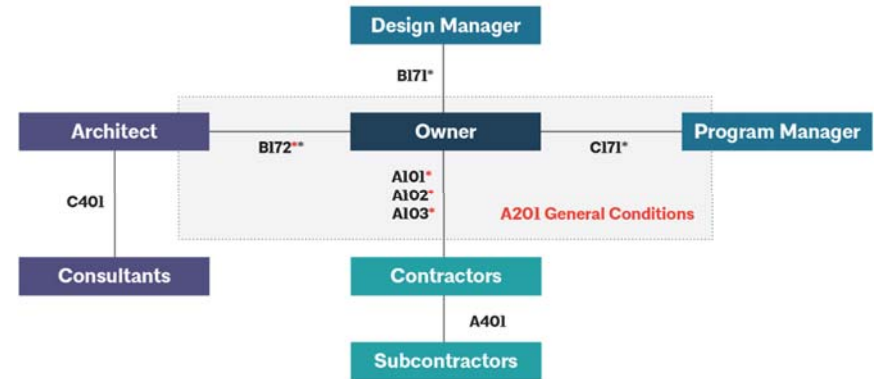 Design Manager
B171*
Architect
Owner
Program Manager
B172**
C171*
A101*
A102*
A103*
C401
A201 General Conditions
Consultants
Contractors
A401
Subcontractors